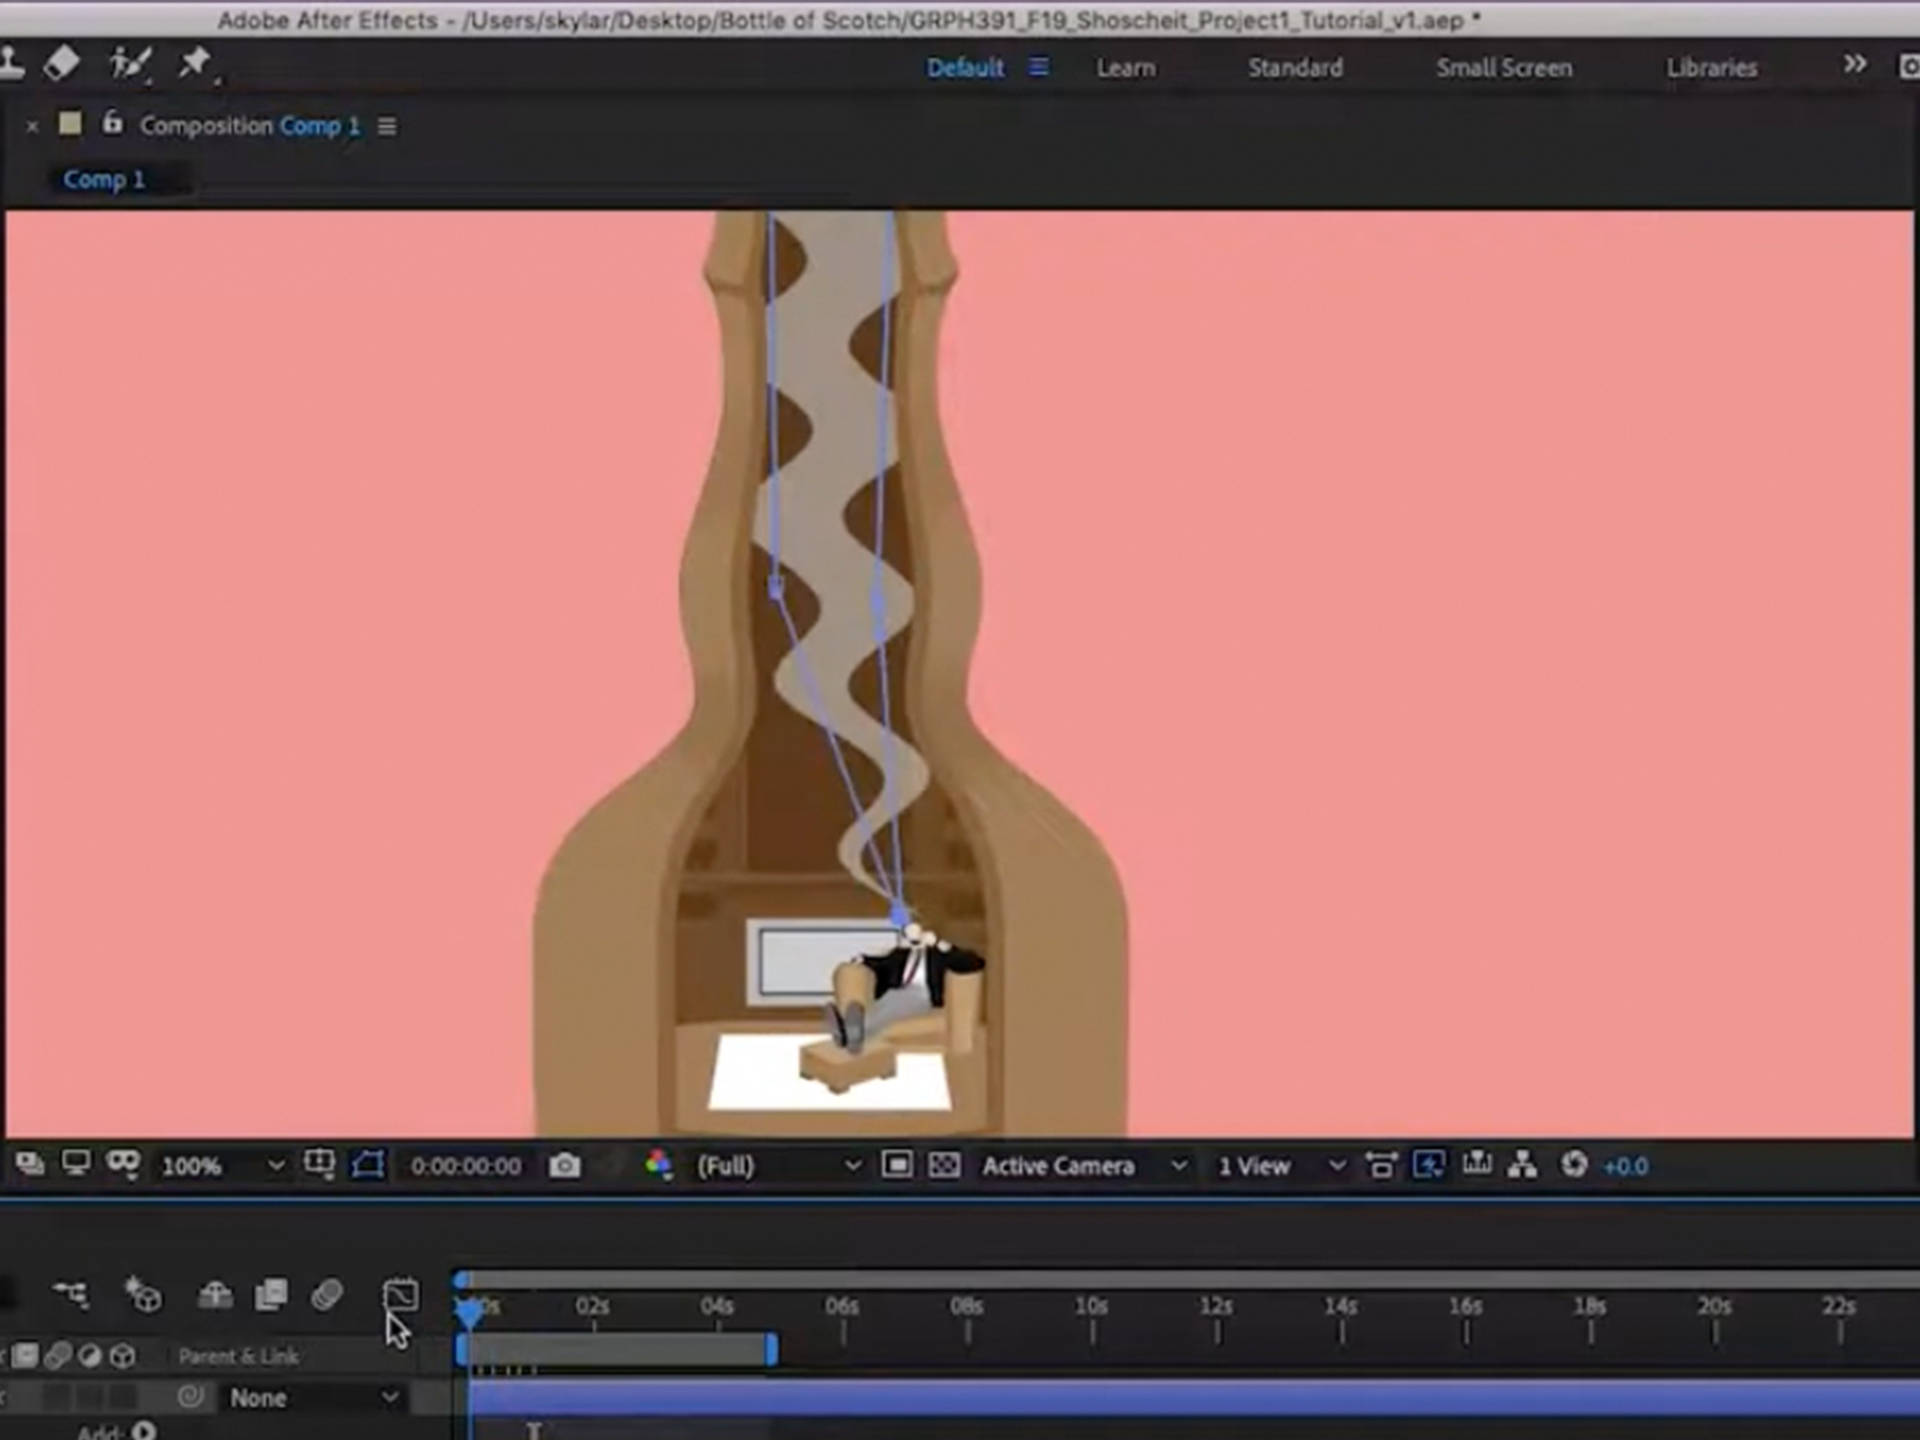 Adobe After Effects - /Users/skylar/Desktop/Bottle of Scotch/GRPH391_F19_Shoscheit_Project1_Tutorial_v1.aep *
Default Learn Standard Small Screen Libraries
Composition Comp 1
Comp 1
100% 0:00:00:00 (Full) Active Camera 1 View +0.0
02s 04s 06s 08s 10s 12s 14s 16s 18s 20s 22s
Parent & Link
None
Add: